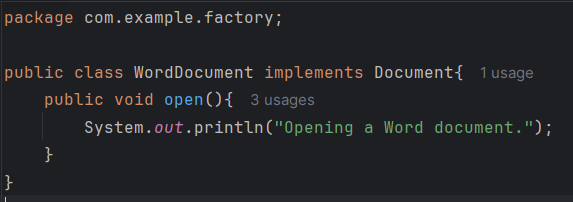 package com.example.factory;
public class WordDocument implements Document{ 1 usage
    public void open(){ 3 usages
        System.out.println("Opening a Word document.");
    }
}